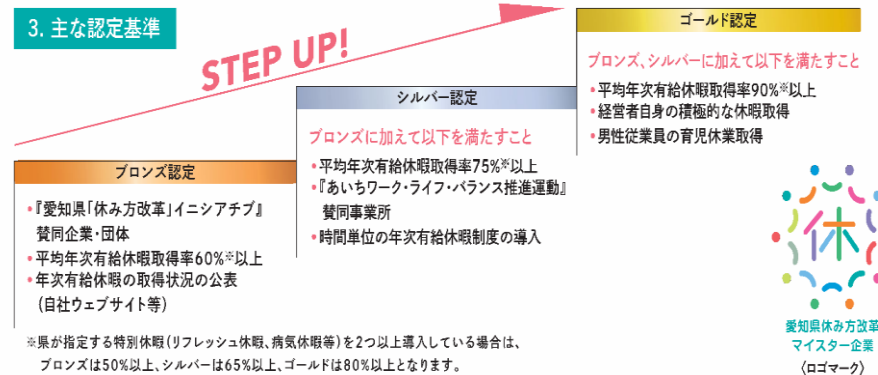 3. 主な認定基準
STEP UP!
ブロンズ認定
•『愛知県「休み方改革」イニシアチブ』
賛同企業・団体
•平均年次有給休暇取得率60%※以上
•年次有給休暇の取得状況の公表
(自社ウェブサイト等)
シルバー認定
ブロンズに加えて以下を満たすこと
•平均年次有給休暇取得率75%※以上
•『あいちワーク・ライフ・バランス推進運動』
賛同事業所
•時間単位の年次有給休暇制度の導入
ゴールド認定
ブロンズ、シルバーに加えて以下を満たすこと
•平均年次有給休暇取得率90%※以上
•経営者自身の積極的な休暇取得
•男性従業員の育児休業取得
休
愛知県休み方改革
マイスター企業
〈ロゴマーク〉
※県が指定する特別休暇(リフレッシュ休暇、病気休暇等)を2つ以上導入している場合は、
ブロンズは50%以上、シルバーは65%以上、ゴールドは80%以上となります。